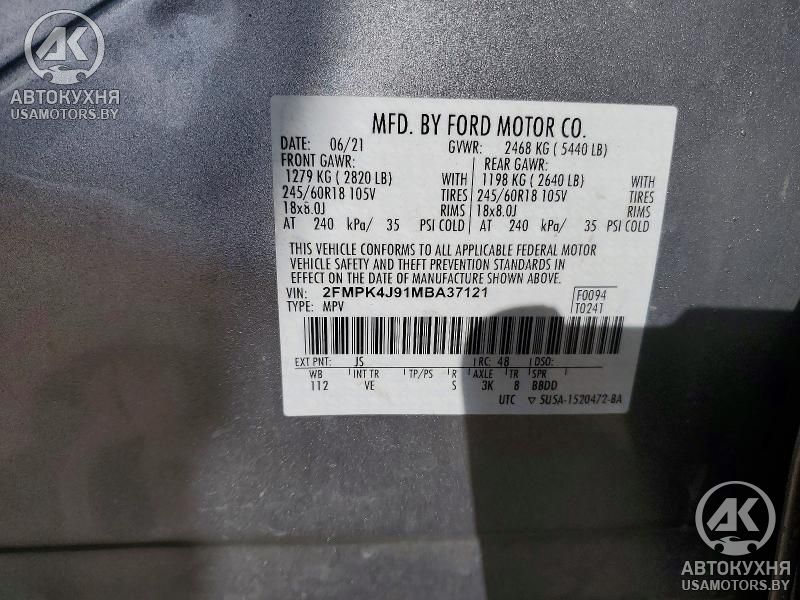 AK
АВТОКУХНЯ
USAMOTORS.BY
MFD. BY FORD MOTOR CO.
DATE: 06/21 GVWR: 2468 KG ( 5440 LB)
FRONT GAWR: REAR GAWR:
1279 KG ( 2820 LB) WITH 1198 KG ( 2640 LB) WITH
245/60R18 105V TIRES 245/60R18 105V TIRES
18x8.0J RIMS 18x8.0J RIMS
AT 240 kPa/ 35 PSI COLD AT 240 kPa/ 35 PSI COLD
THIS VEHICLE CONFORMS TO ALL APPLICABLE FEDERAL MOTOR
VEHICLE SAFETY AND THEFT PREVENTION STANDARDS IN
EFFECT ON THE DATE OF MANUFACTURE SHOWN ABOVE.
VIN: 2FMPK4J91MBA37121 F0094
TYPE: MPV T0241
EXT PNT: JS RC: 48 DSO:
WB INT TR TP/PS R AXLE TR SPR
112 VE S 3K 8 BBDD
UTC ▽ 5U5A-1520472-BA
AK
АВТОКУХНЯ
USAMOTORS.BY